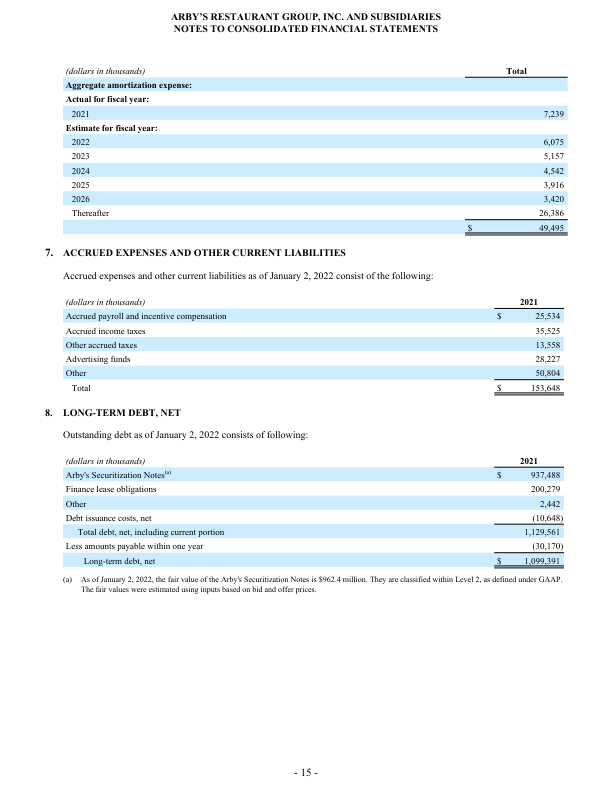 ARBY'S RESTAURANT GROUP, INC. AND SUBSIDIARIES
NOTES TO CONSOLIDATED FINANCIAL STATEMENTS
(dollars in thousands) Total
Aggregate amortization expense:
Actual for fiscal year:
2021 7,239
Estimate for fiscal year:
2022 6,075
2023 5,157
2024 4,542
2025 3,916
2026 3,420
Thereafter 26,386
$ 49,495
7. ACCRUED EXPENSES AND OTHER CURRENT LIABILITIES
Accrued expenses and other current liabilities as of January 2, 2022 consist of the following:
(dollars in thousands) 2021
Accrued payroll and incentive compensation $ 25,534
Accrued income taxes 35,525
Other accrued taxes 13,558
Advertising funds 28,227
Other 50,804
Total $ 153,648
8. LONG-TERM DEBT, NET
Outstanding debt as of January 2, 2022 consists of following:
(dollars in thousands) 2021
Arby's Securitization Notes(a) $ 937,488
Finance lease obligations 200,279
Other 2,442
Debt issuance costs, net (10,648)
Total debt, net, including current portion 1,129,561
Less amounts payable within one year (30,170)
Long-term debt, net $ 1,099,391
(a) As of January 2, 2022, the fair value of the Arby's Securitization Notes is $962.4 million. They are classified within Level 2, as defined under GAAP.
The fair values were estimated using inputs based on bid and offer prices.
- 15 -